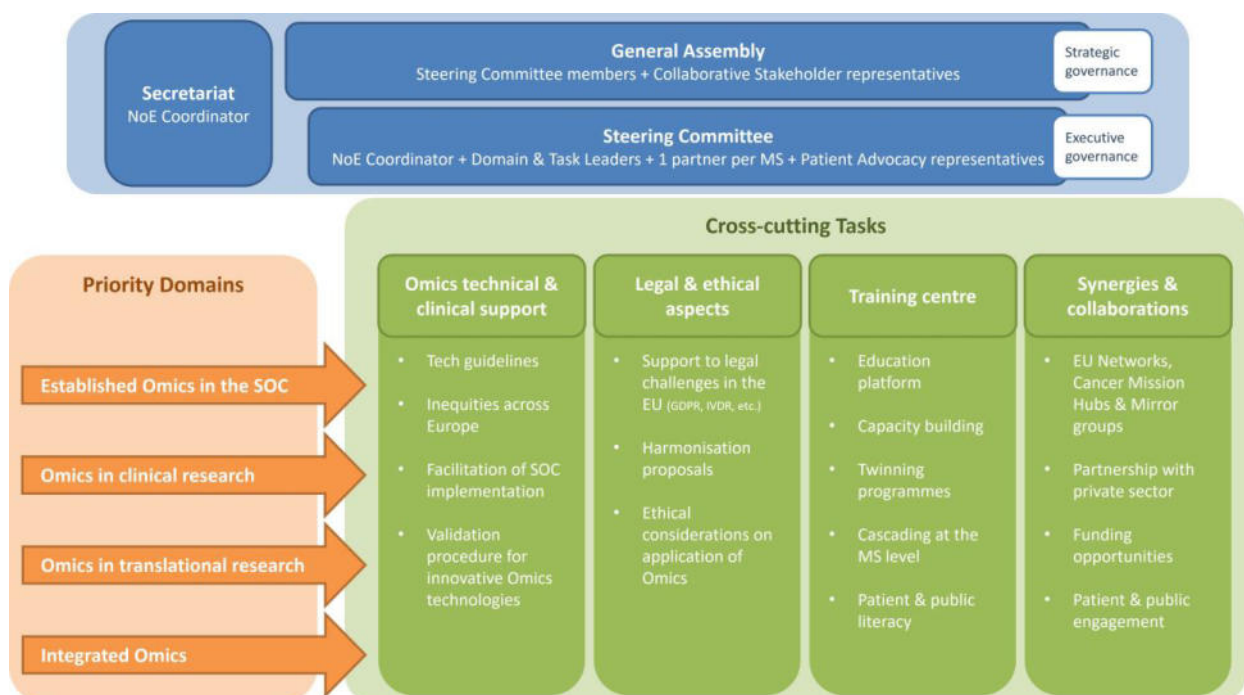 Secretariat
NoE Coordinator
General Assembly
Steering Committee members + Collaborative Stakeholder representatives
Strategic
governance
Steering Committee
NoE Coordinator + Domain & Task Leaders + 1 partner per MS + Patient Advocacy representatives
Executive
governance
Priority Domains
Established Omics in the SOC
Omics in clinical research
Omics in translational research
Integrated Omics
Cross-cutting Tasks
Omics technical &
clinical support
• Tech guidelines
• Inequities across
Europe
• Facilitation of SOC
implementation
• Validation
procedure for
innovative Omics
technologies
Legal & ethical
aspects
• Support to legal
challenges in the
EU (GDPR, IVDR, etc.)
• Harmonisation
proposals
• Ethical
considerations on
application of
Omics
Training centre
• Education
platform
• Capacity building
• Twinning
programmes
• Cascading at the
MS level
• Patient & public
literacy
Synergies &
collaborations
• EU Networks,
Cancer Mission
Hubs & Mirror
groups
• Partnership with
private sector
• Funding
opportunities
• Patient & public
engagement